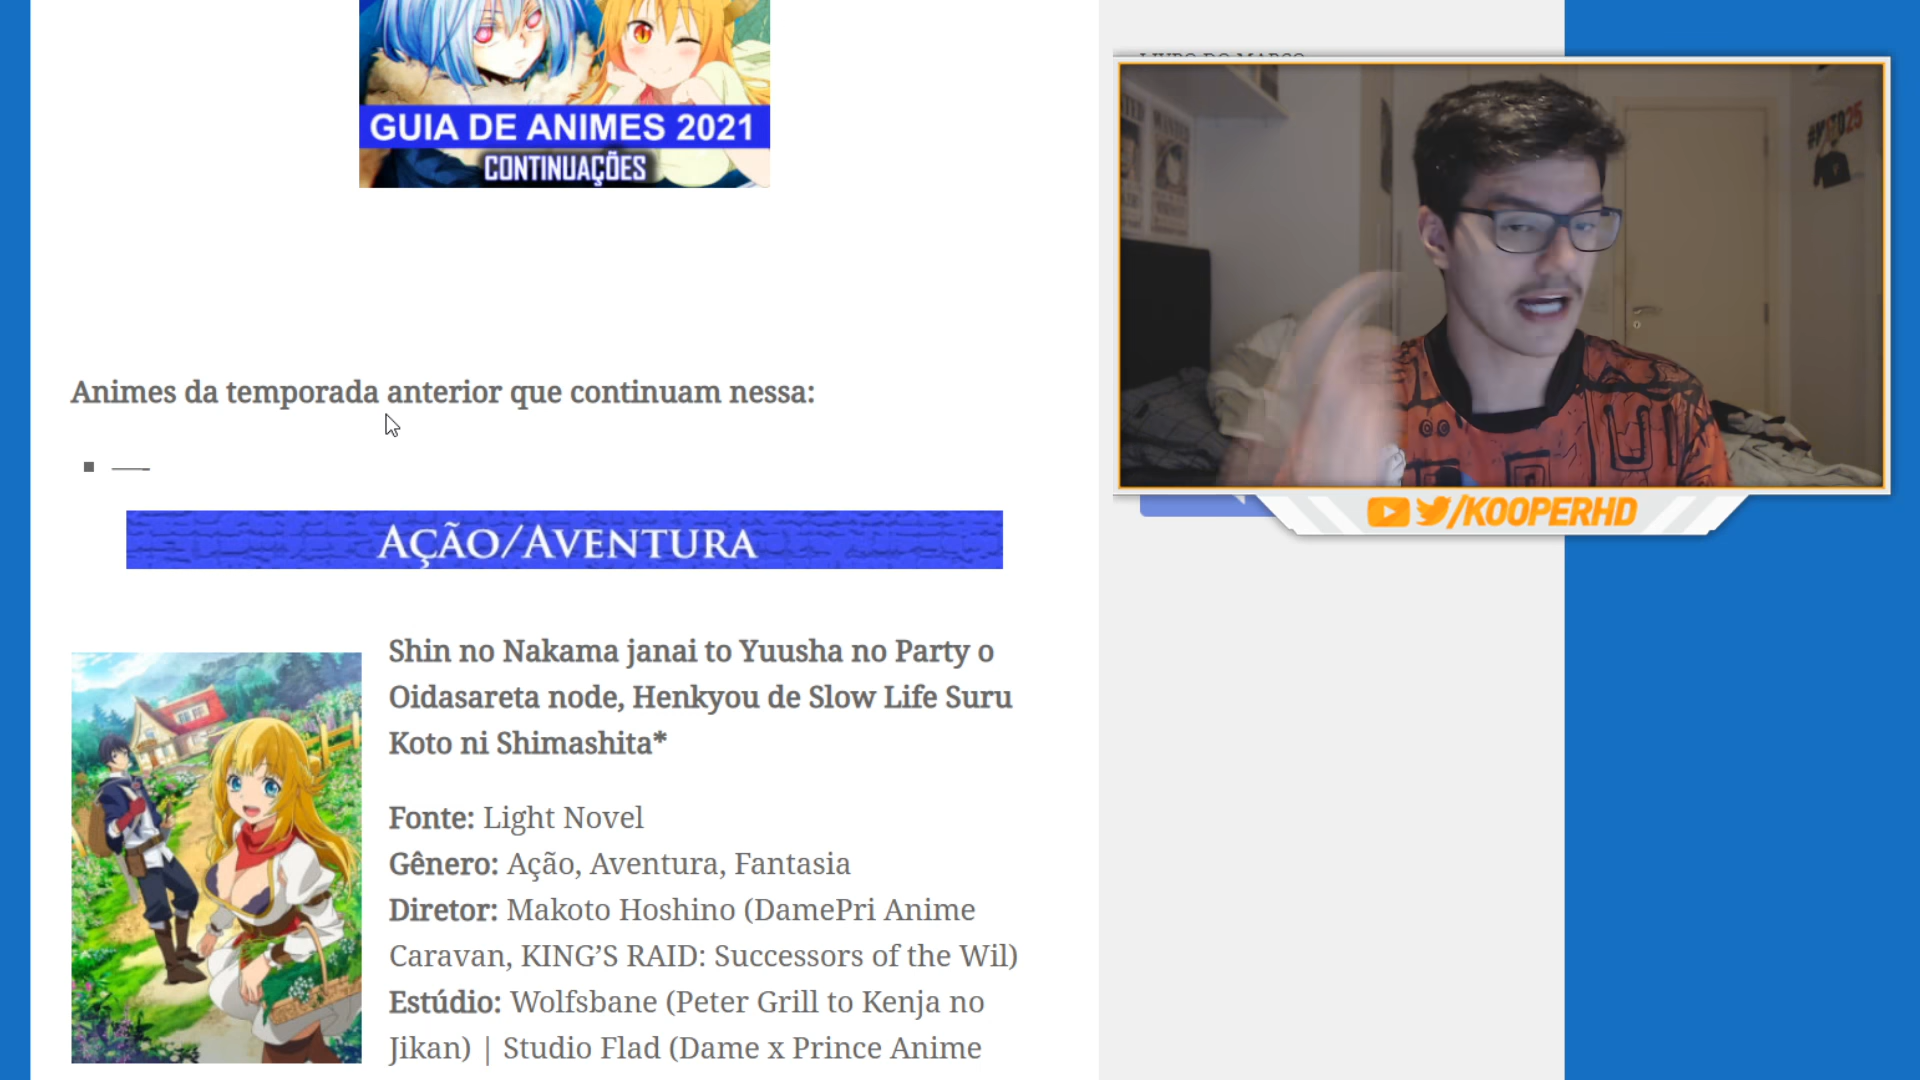 GUIA DE ANIMES 2021
CONTINUAÇÕES
Animes da temporada anterior que continuam nessa:
AÇÃO/AVENTURA
Shin no Nakama janai to Yuusha no Party o
Oidasareta node, Henkyou de Slow Life Suru
Koto ni Shimashita*
Fonte: Light Novel
Gênero: Ação, Aventura, Fantasia
Diretor: Makoto Hoshino (DamePri Anime
Caravan, KING’S RAID: Successors of the Wil)
Estúdio: Wolfsbane (Peter Grill to Kenja no
Jikan) | Studio Flad (Dame x Prince Anime
WANTED
/KOOPERHD